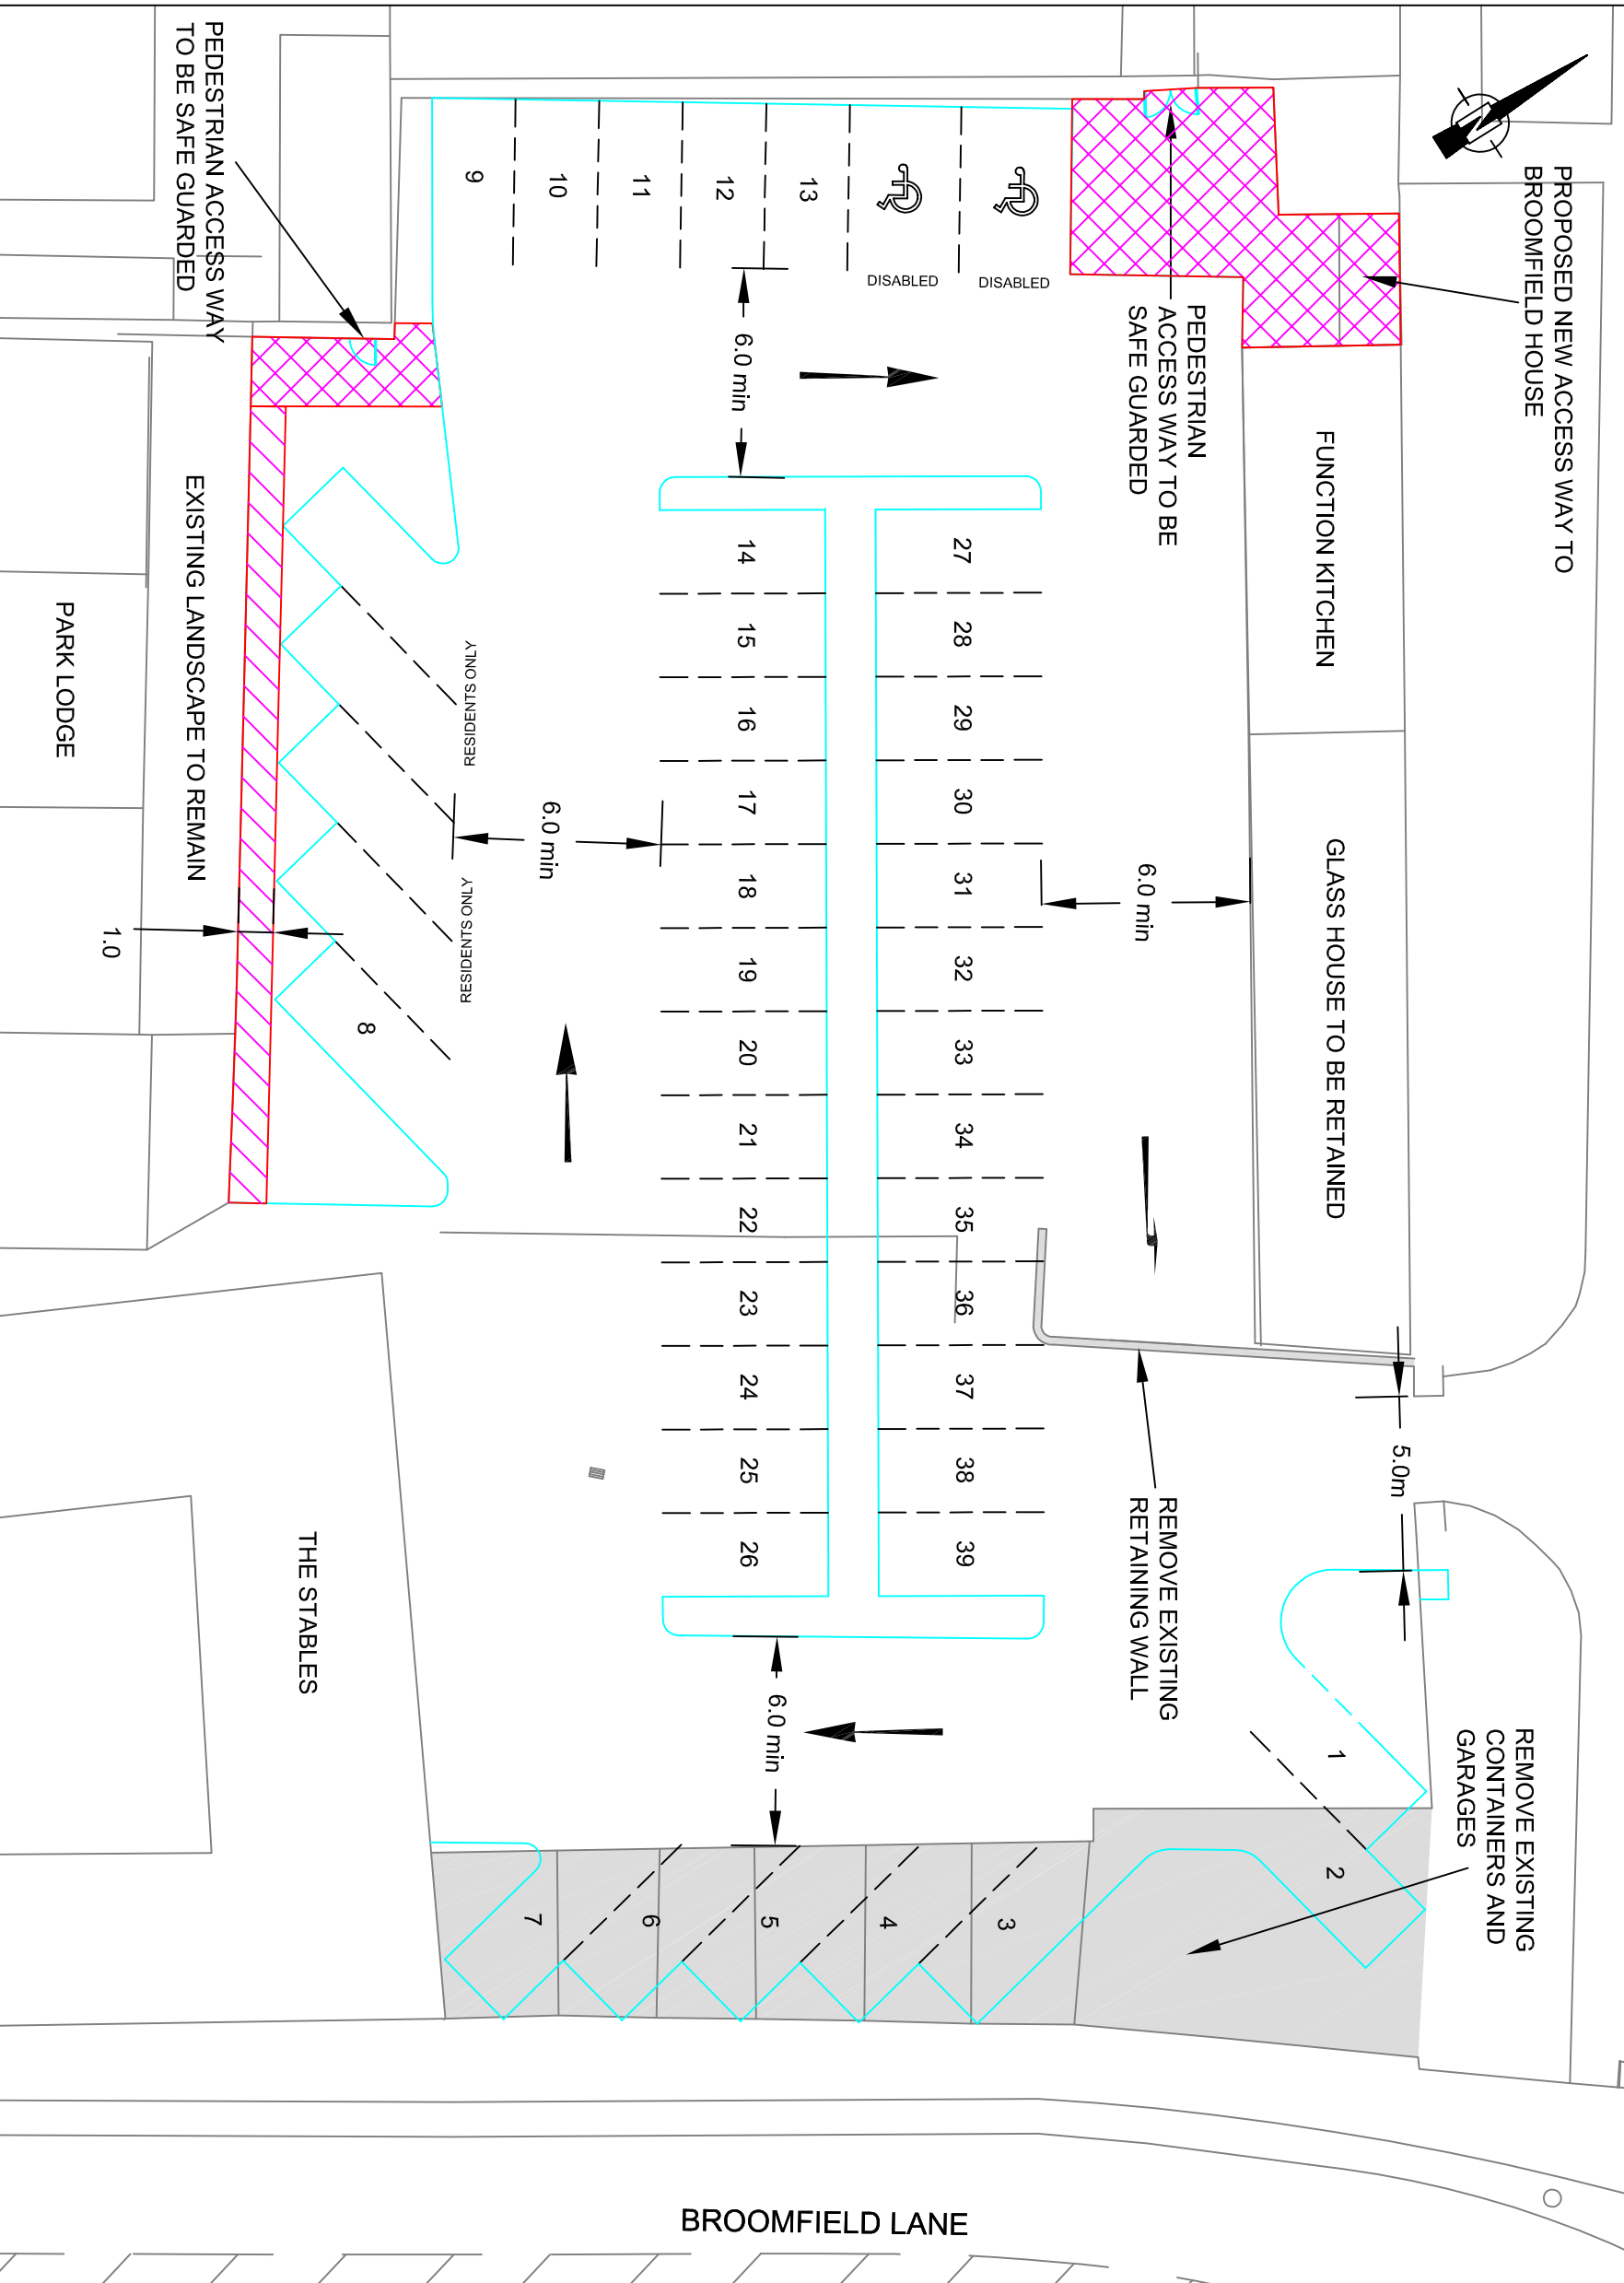 PEDESTRIAN ACCESS WAY
TO BE SAFE GUARDED
PROPOSED NEW ACCESS WAY TO
BROOMFIELD HOUSE
9
10
11
12
13
DISABLED
DISABLED
PEDESTRIAN
ACCESS WAY TO BE
SAFE GUARDED
6.0 min
FUNCTION KITCHEN
EXISTING LANDSCAPE TO REMAIN
PARK LODGE
RESIDENTS ONLY
RESIDENTS ONLY
6.0 min
6.0 min
GLASS HOUSE TO BE RETAINED
1.0
8
14
15
16
17
18
19
20
21
22
23
24
25
26
27
28
29
30
31
32
33
34
35
36
37
38
39
5.0m
REMOVE EXISTING
RETAINING WALL
THE STABLES
6.0 min
REMOVE EXISTING
CONTAINERS AND
GARAGES
1
2
3
4
5
6
7
BROOMFIELD LANE